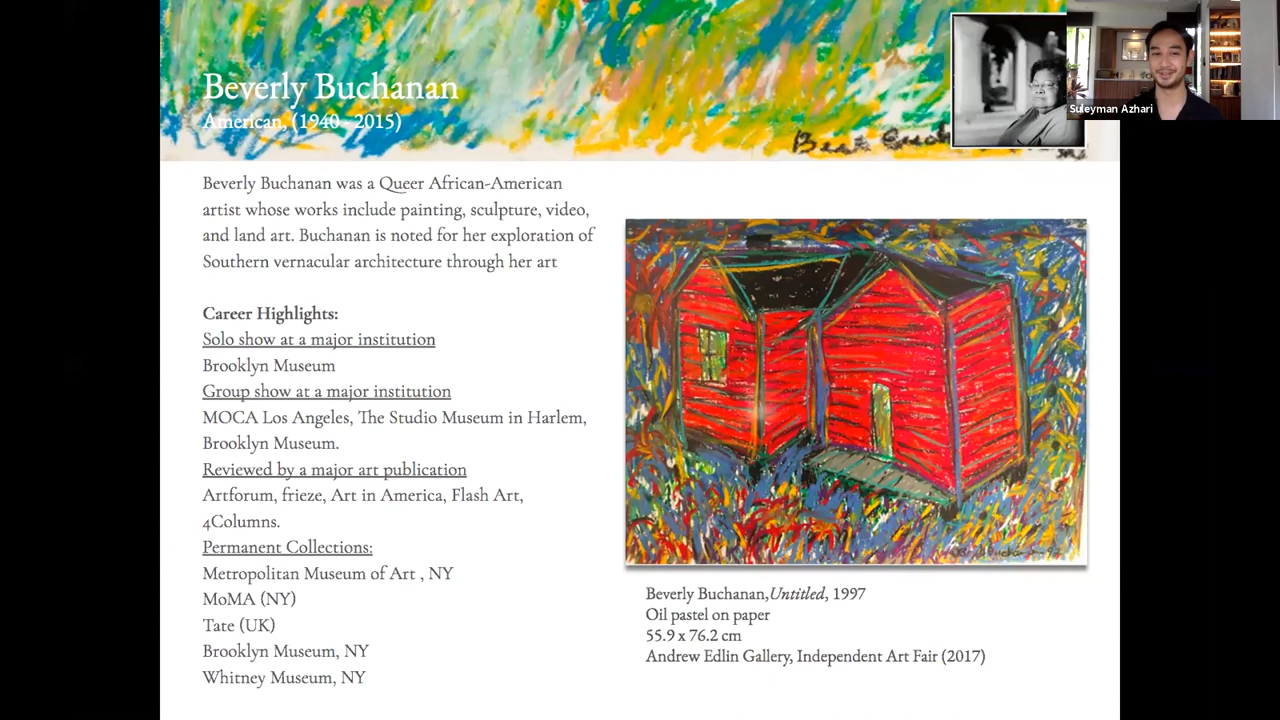 Beverly Buchanan
American, (1940 - 2015)
Suleyman Azhari
Beverly Buchanan was a Queer African-American
artist whose works include painting, sculpture, video,
and land art. Buchanan is noted for her exploration of
Southern vernacular architecture through her art
Career Highlights:
Solo show at a major institution
Brooklyn Museum
Group show at a major institution
MOCA Los Angeles, The Studio Museum in Harlem,
Brooklyn Museum.
Reviewed by a major art publication
Artforum, frieze, Art in America, Flash Art,
4Columns.
Permanent Collections:
Metropolitan Museum of Art , NY
MoMA (NY)
Tate (UK)
Brooklyn Museum, NY
Whitney Museum, NY
Beverly Buchanan,Untitled, 1997
Oil pastel on paper
55.9 x 76.2 cm
Andrew Edlin Gallery, Independent Art Fair (2017)